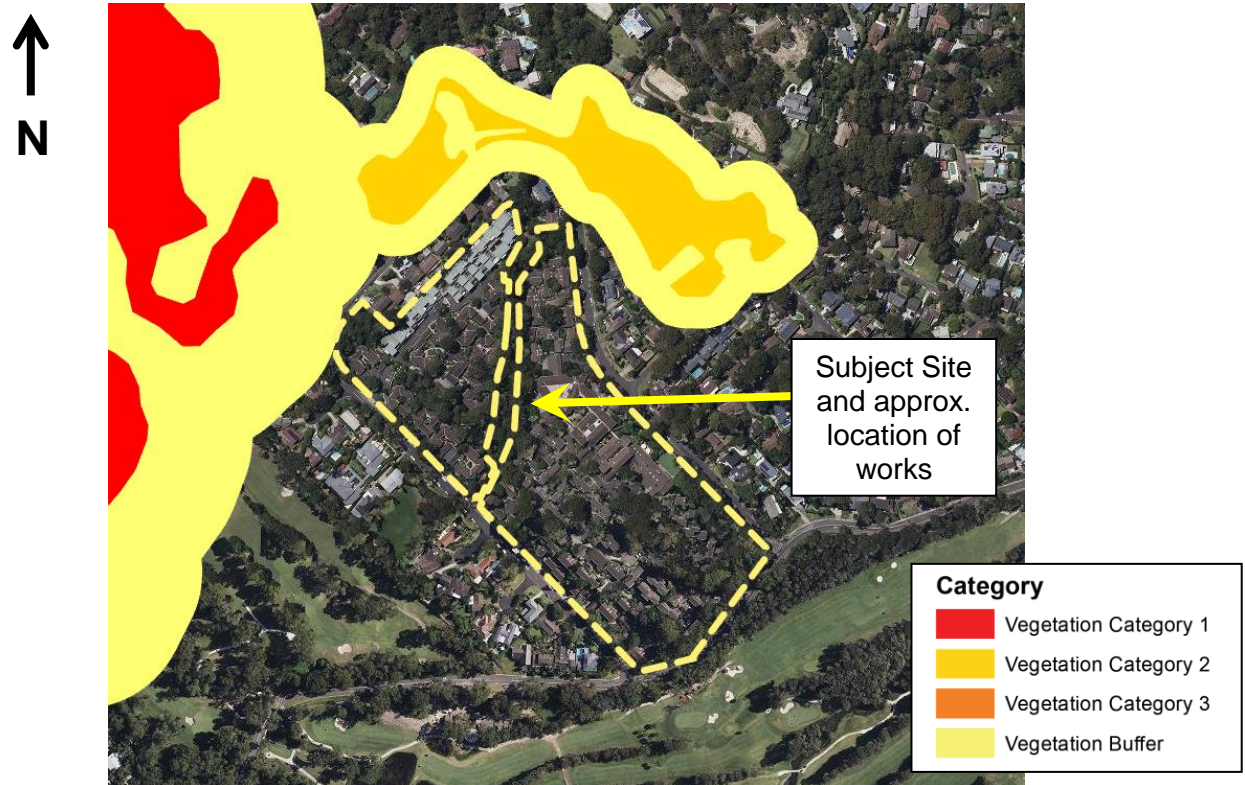 N
Subject Site
and approx.
location of
works
Category
Vegetation Category 1
Vegetation Category 2
Vegetation Category 3
Vegetation Buffer